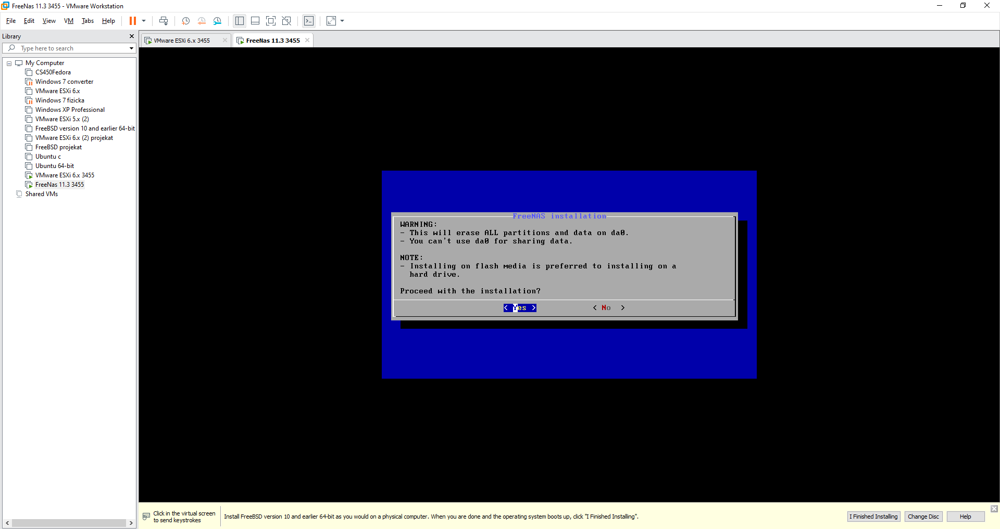 FreeNas 11.3 3455 - VMware Workstation
File Edit View VM Tabs Help
Library
Type here to search
My Computer
CS450Fedora
Windows 7 converter
VMware ESXi 6.x
Windows 7 fizicka
Windows XP Professional
VMware ESXi 5.x (2)
FreeBSD version 10 and earlier 64-bit
VMware ESXi 6.x (2) projekat
FreeBSD projekat
Ubuntu c
Ubuntu 64-bit
VMware ESXi 6.x 3455
FreeNas 11.3 3455
Shared VMs
VMware ESXi 6.x 3455
FreeNas 11.3 3455
FreeNAS installation
WARNING:
- This will erase ALL partitions and data on da0.
- You can't use da0 for sharing data.
NOTE:
- Installing on flash media is preferred to installing on a
hard drive.
Proceed with the installation?
< Yes > < No >
Click in the virtual screen
to send keystrokes
Install FreeBSD version 10 and earlier 64-bit as you would on a physical computer. When you are done and the operating system boots up, click "I Finished Installing".
I Finished Installing Change Disc Help